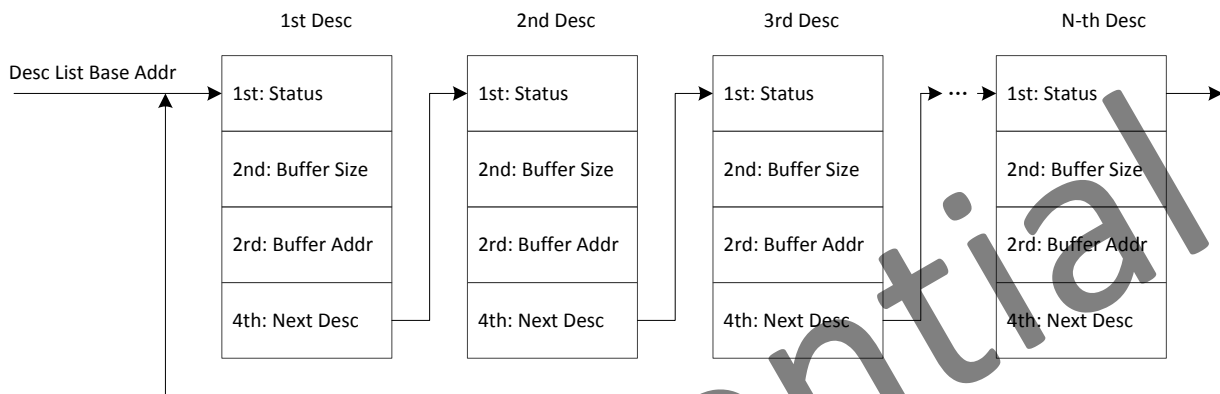 1st Desc 2nd Desc 3rd Desc N-th Desc
Desc List Base Addr
1st: Status 1st: Status 1st: Status ... 1st: Status
2nd: Buffer Size 2nd: Buffer Size 2nd: Buffer Size 2nd: Buffer Size
2rd: Buffer Addr 2rd: Buffer Addr 2rd: Buffer Addr 2rd: Buffer Addr
4th: Next Desc 4th: Next Desc 4th: Next Desc 4th: Next Desc
ential